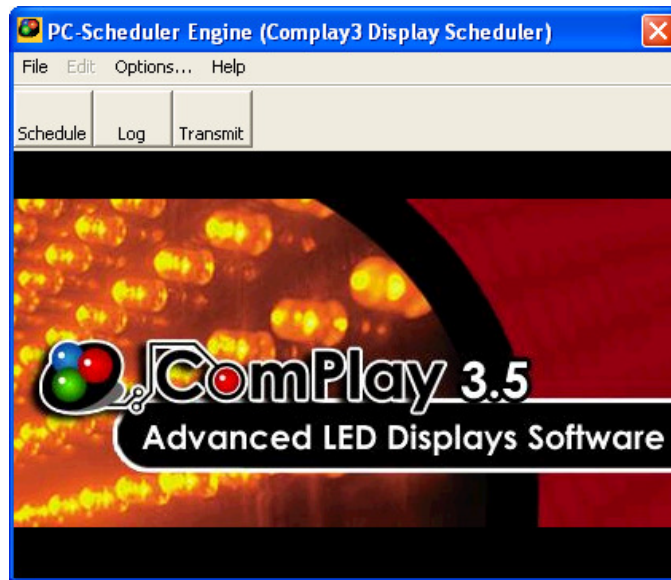 PC-Scheduler Engine (Complay3 Display Scheduler)
File Edit Options... Help
Schedule Log Transmit
ComPlay 3.5
Advanced LED Displays Software